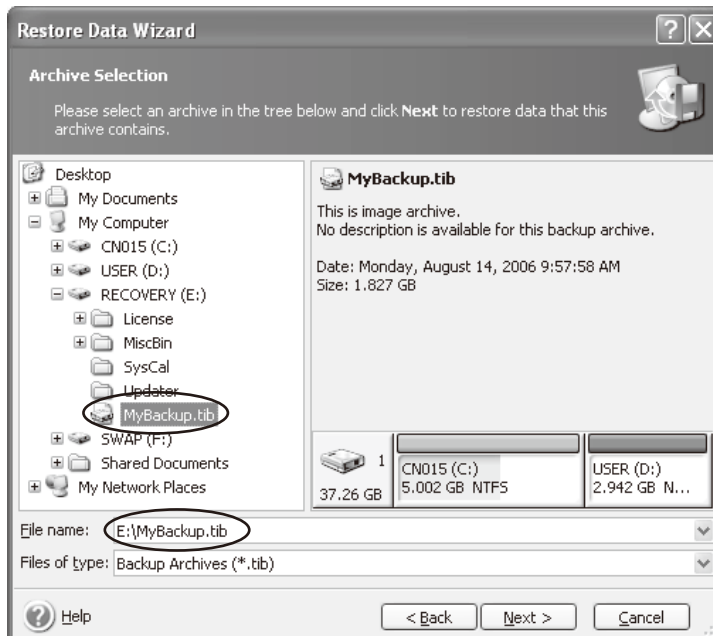 Restore Data Wizard
Archive Selection
Please select an archive in the tree below and click Next to restore data that this
archive contains.
Desktop
My Documents
My Computer
CN015 (C:)
USER (D:)
RECOVERY (E:)
License
MiscBin
SysCal
Updater
MyBackup.tib
SWAP (F:)
Shared Documents
My Network Places
MyBackup.tib
This is image archive.
No description is available for this backup archive.
Date: Monday, August 14, 2006 9:57:58 AM
Size: 1.827 GB
1
37.26 GB
CN015 (C:)
5.002 GB NTFS
USER (D:)
2.942 GB N...
File name: E:\MyBackup.tib
Files of type: Backup Archives (*.tib)
Help
< Back
Next >
Cancel